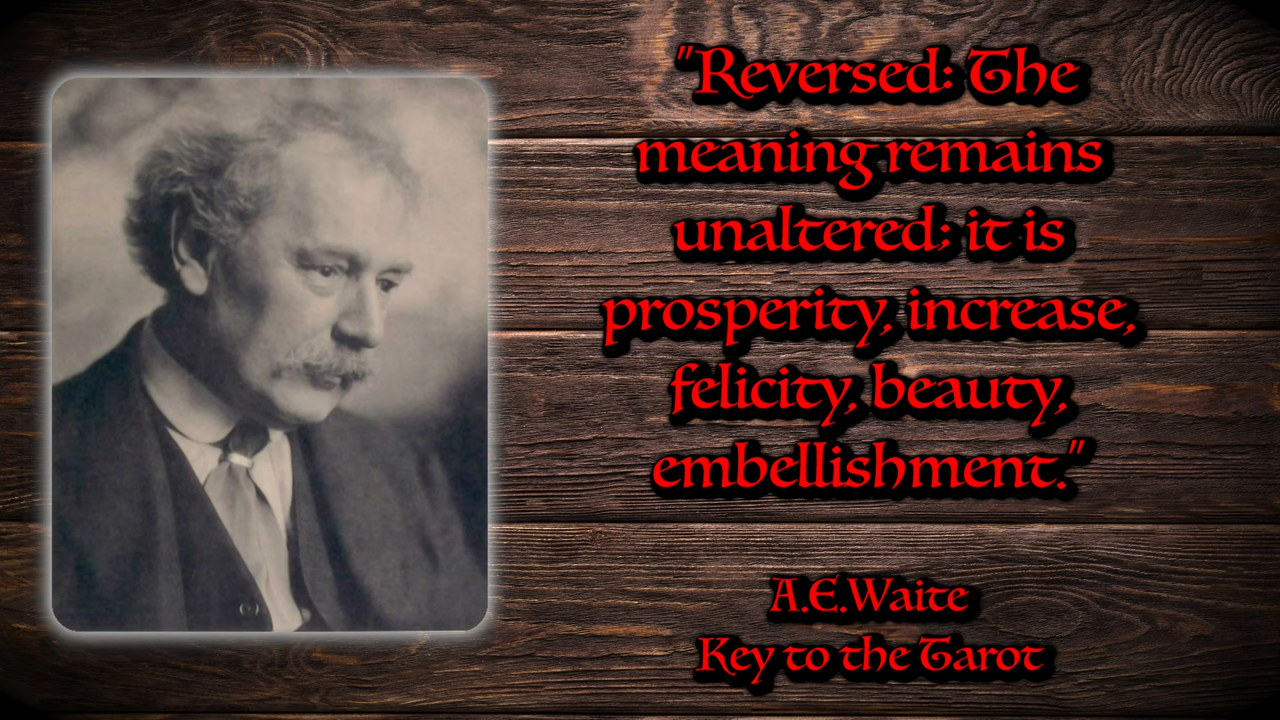 "Reversed: The
meaning remains
unaltered; it is
prosperity, increase,
felicity, beauty,
embellishment."
A.E.Waite
Key to the Tarot